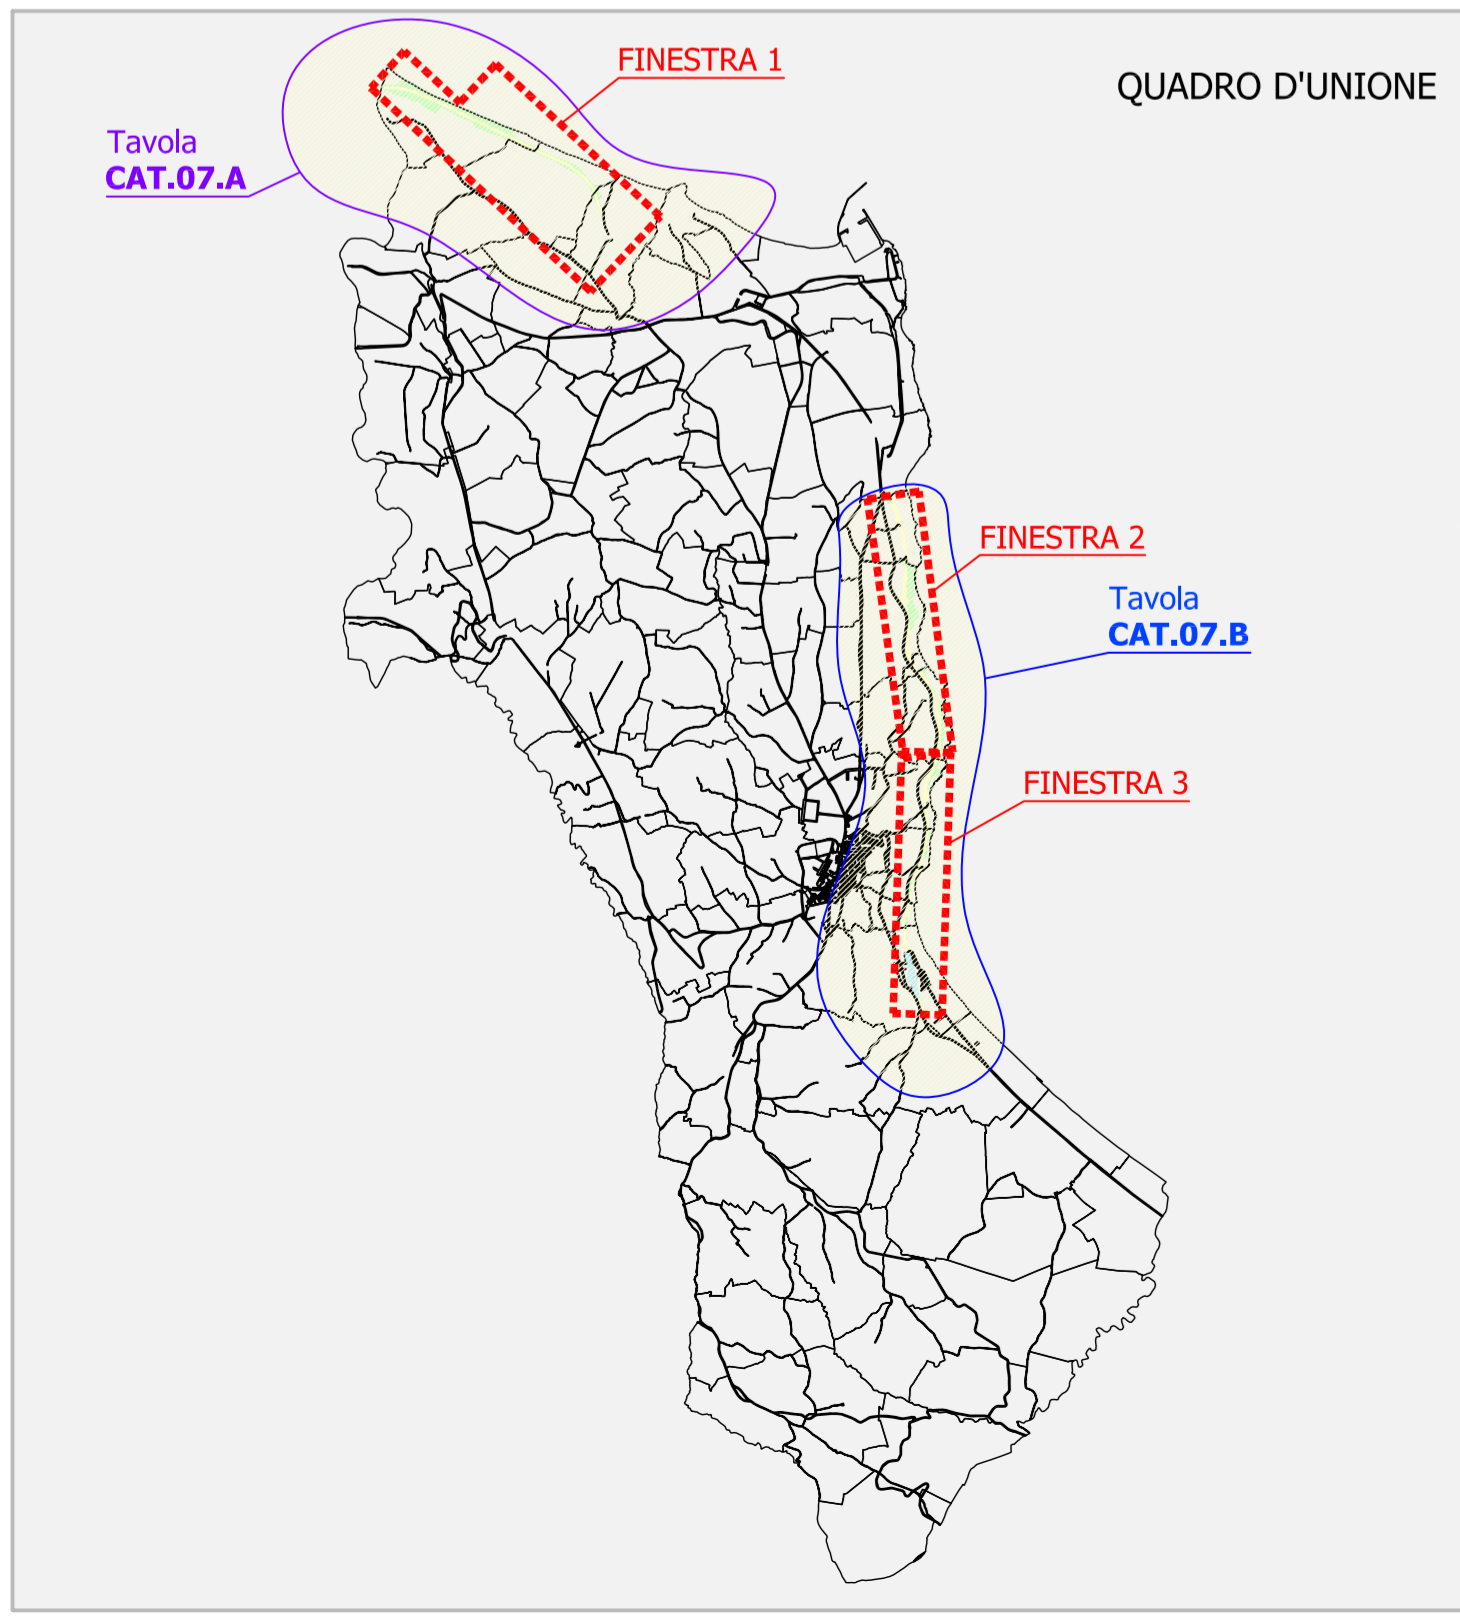 FINESTRA 1
QUADRO D'UNIONE
Tavola
CAT.07.A
FINESTRA 2
Tavola
CAT.07.B
FINESTRA 3